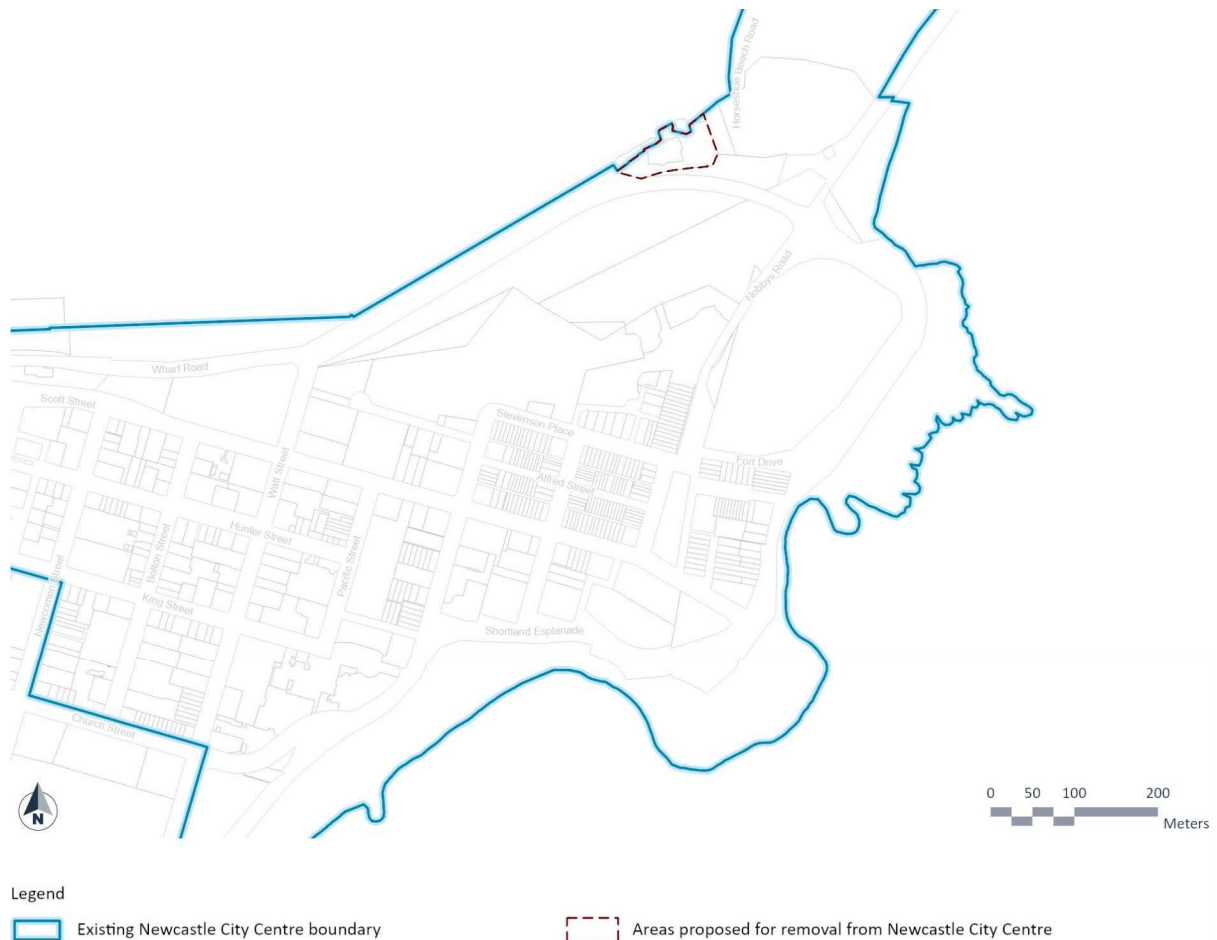 Horseshoe Beach Road
Nobbys Road
Wharf Road
Scott Street
Stevenson Place
Fort Drive
Watt Street
Alfred Street
Hunter Street
Bolton Street
Pacific Street
Newcomen Street
King Street
Shortland Esplanade
Church Street
N
0 50 100 200
Meters
Legend
Existing Newcastle City Centre boundary
Areas proposed for removal from Newcastle City Centre